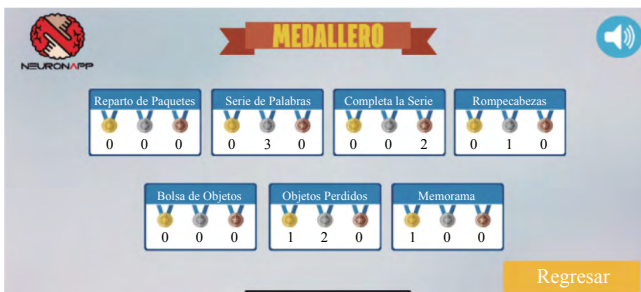 MEDALLERO
NEURONAPP
Reparto de Paquetes
0 0 0
Serie de Palabras
0 3 0
Completa la Serie
0 0 2
Rompecabezas
0 1 0
Bolsa de Objetos
0 0 0
Objetos Perdidos
1 2 0
Memorama
1 0 0
Regresar